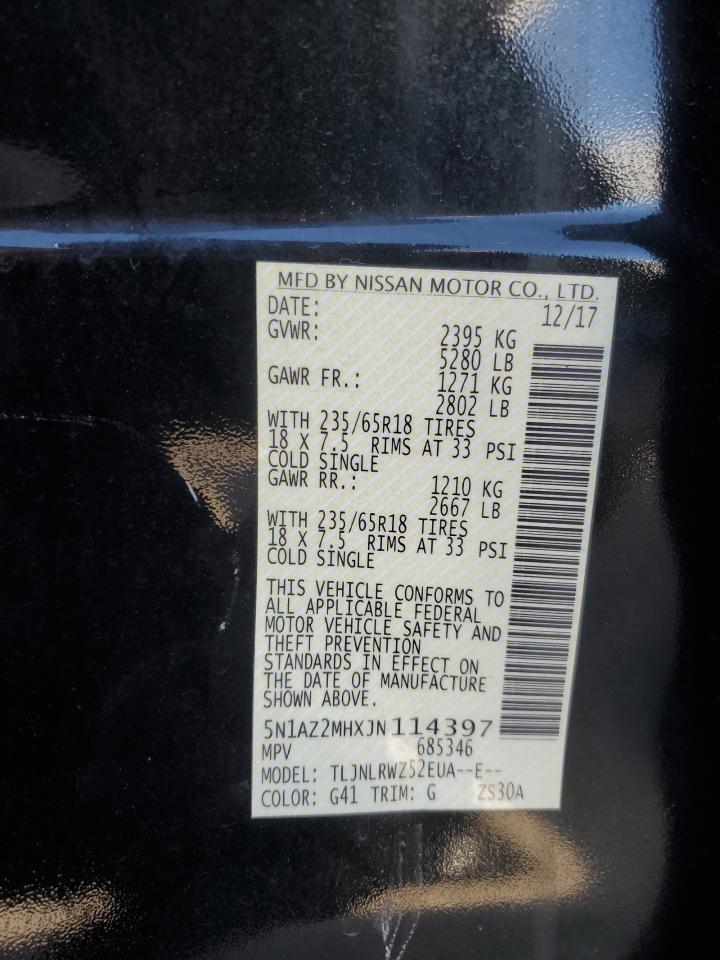 MFD BY NISSAN MOTOR CO., LTD.
DATE: 12/17
GVWR: 2395 KG
5280 LB
GAWR FR.: 1271 KG
2802 LB
WITH 235/65R18 TIRES
18 X 7.5 RIMS AT 33 PSI
COLD SINGLE
GAWR RR.: 1210 KG
2667 LB
WITH 235/65R18 TIRES
18 X 7.5 RIMS AT 33 PSI
COLD SINGLE
THIS VEHICLE CONFORMS TO
ALL APPLICABLE FEDERAL
MOTOR VEHICLE SAFETY AND
THEFT PREVENTION
STANDARDS IN EFFECT ON
THE DATE OF MANUFACTURE
SHOWN ABOVE.
5N1AZ2MHXJN114397
MPV 685346
MODEL: TLJNLRWZ52EUA--E--
COLOR: G41 TRIM: G ZS30A